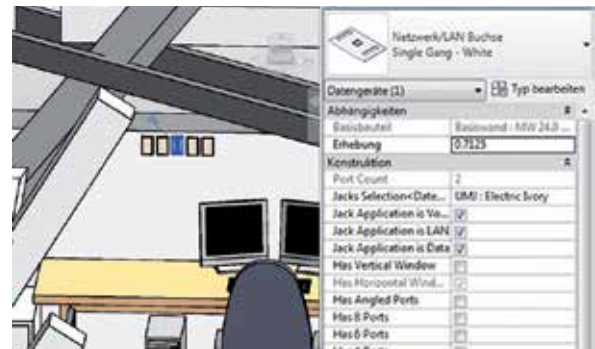 Netzwerk/LAN Buchse
Single Gang - White
Datengeräte (1)
Typ bearbeiten
Abhängigkeiten
Basisbauteil Basiswand : MW 24.0 ...
Erhebung 0.7125
Konstruktion
Port Count 2
Jacks Selection<Date... UMJ : Electric Ivory
Jack Application is Vo...
Jack Application is LAN
Jack Application is Data
Has Vertical Window
Has Horizontal Wind...
Has Angled Ports
Has 8 Ports
Has 6 Ports